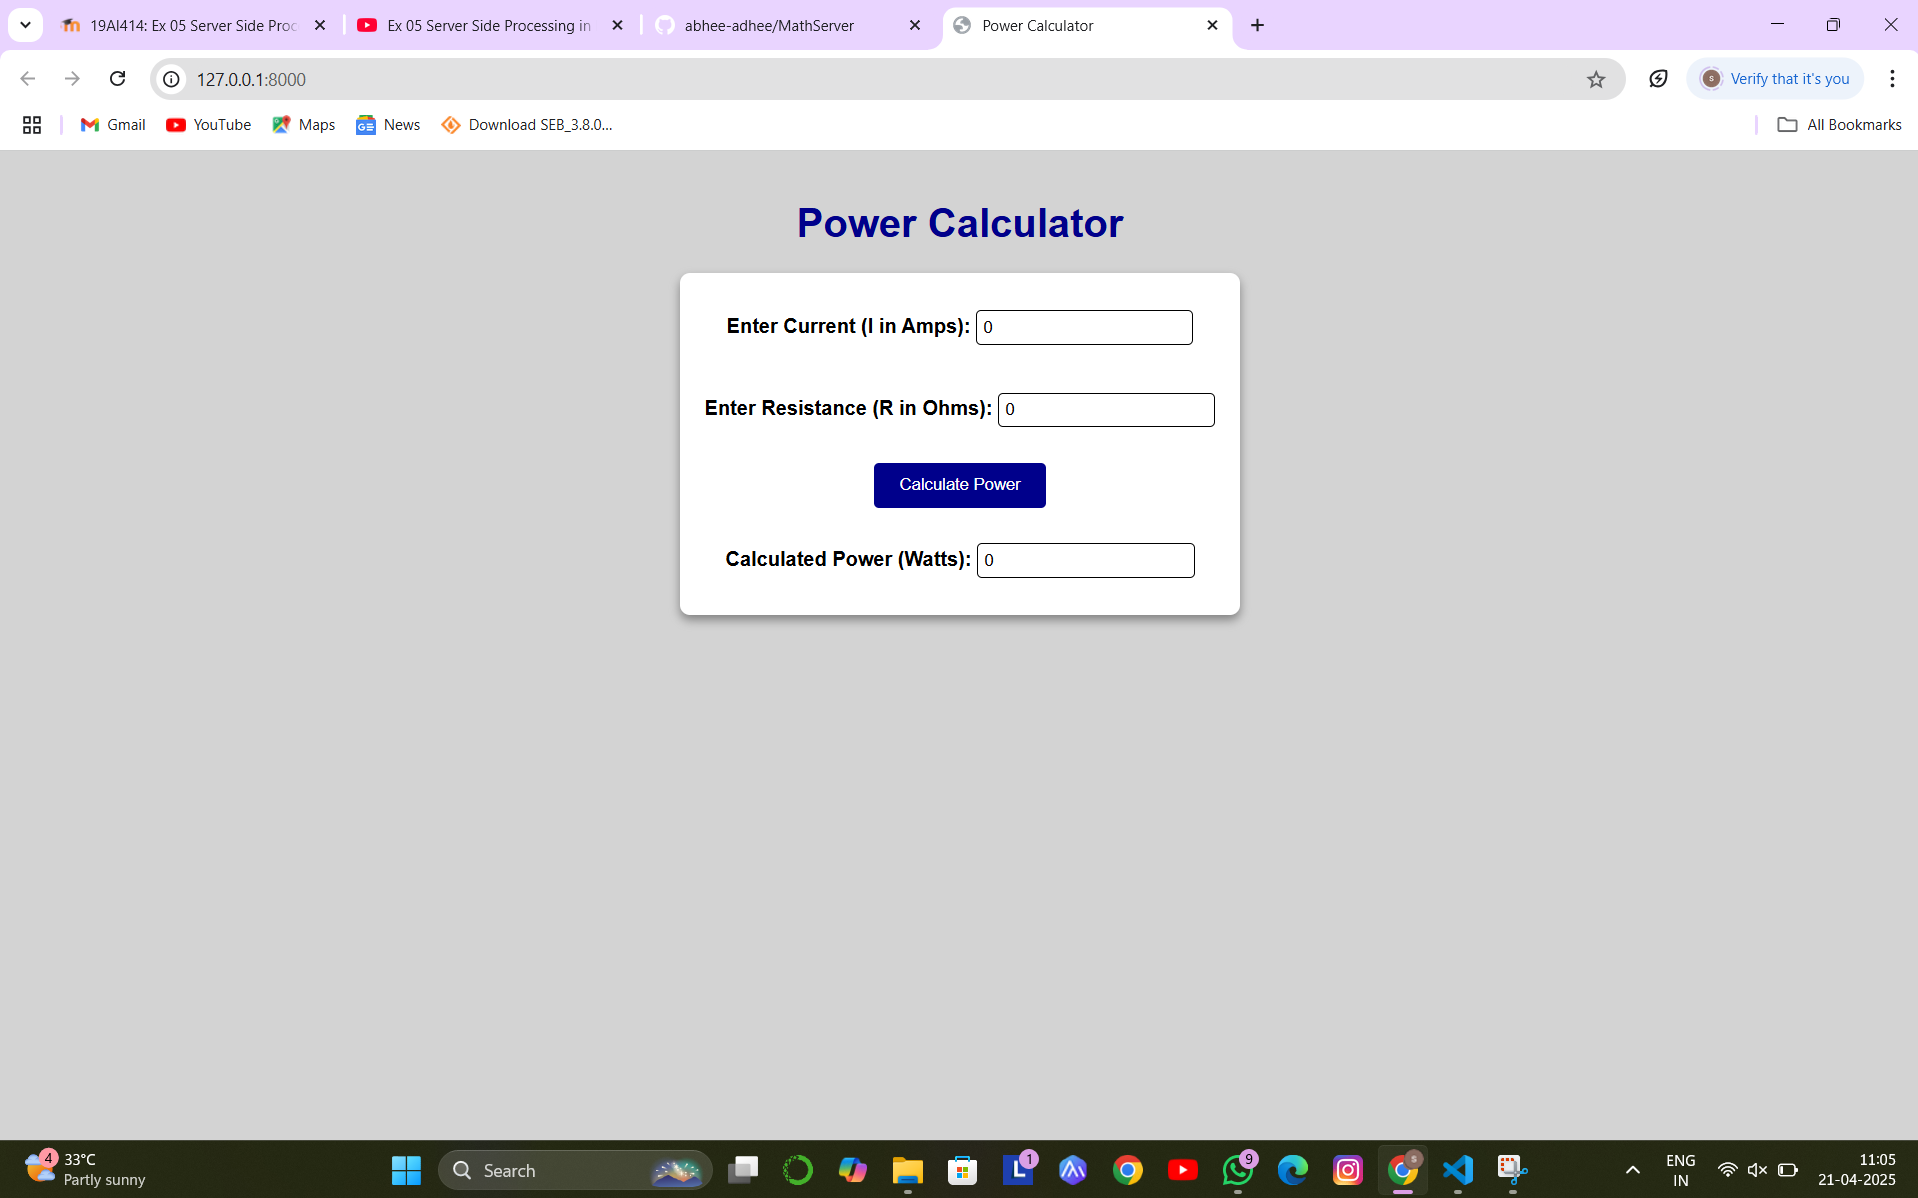 19AI414: Ex 05 Server Side Proc
Ex 05 Server Side Processing in
abhee-adhee/MathServer
Power Calculator
127.0.0.1:8000
S
Verify that it's you
Gmail
YouTube
Maps
News
Download SEB_3.8.0...
All Bookmarks
Power Calculator
Enter Current (I in Amps): 0
Enter Resistance (R in Ohms): 0
Calculate Power
Calculated Power (Watts): 0
4
33°C
Partly sunny
Search
L
1
9
S
ENG
IN
11:05
21-04-2025